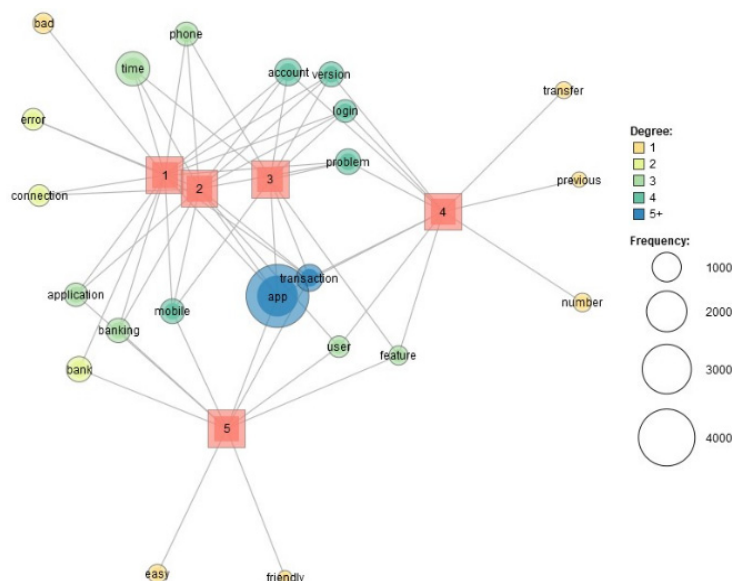 bad
phone
time
account
version
transfer
error
login
problem
previous
1
2
3
4
connection
application
mobile
transaction
app
number
banking
user
feature
bank
5
easy
friendly
Degree:
1
2
3
4
5+
Frequency:
1000
2000
3000
4000